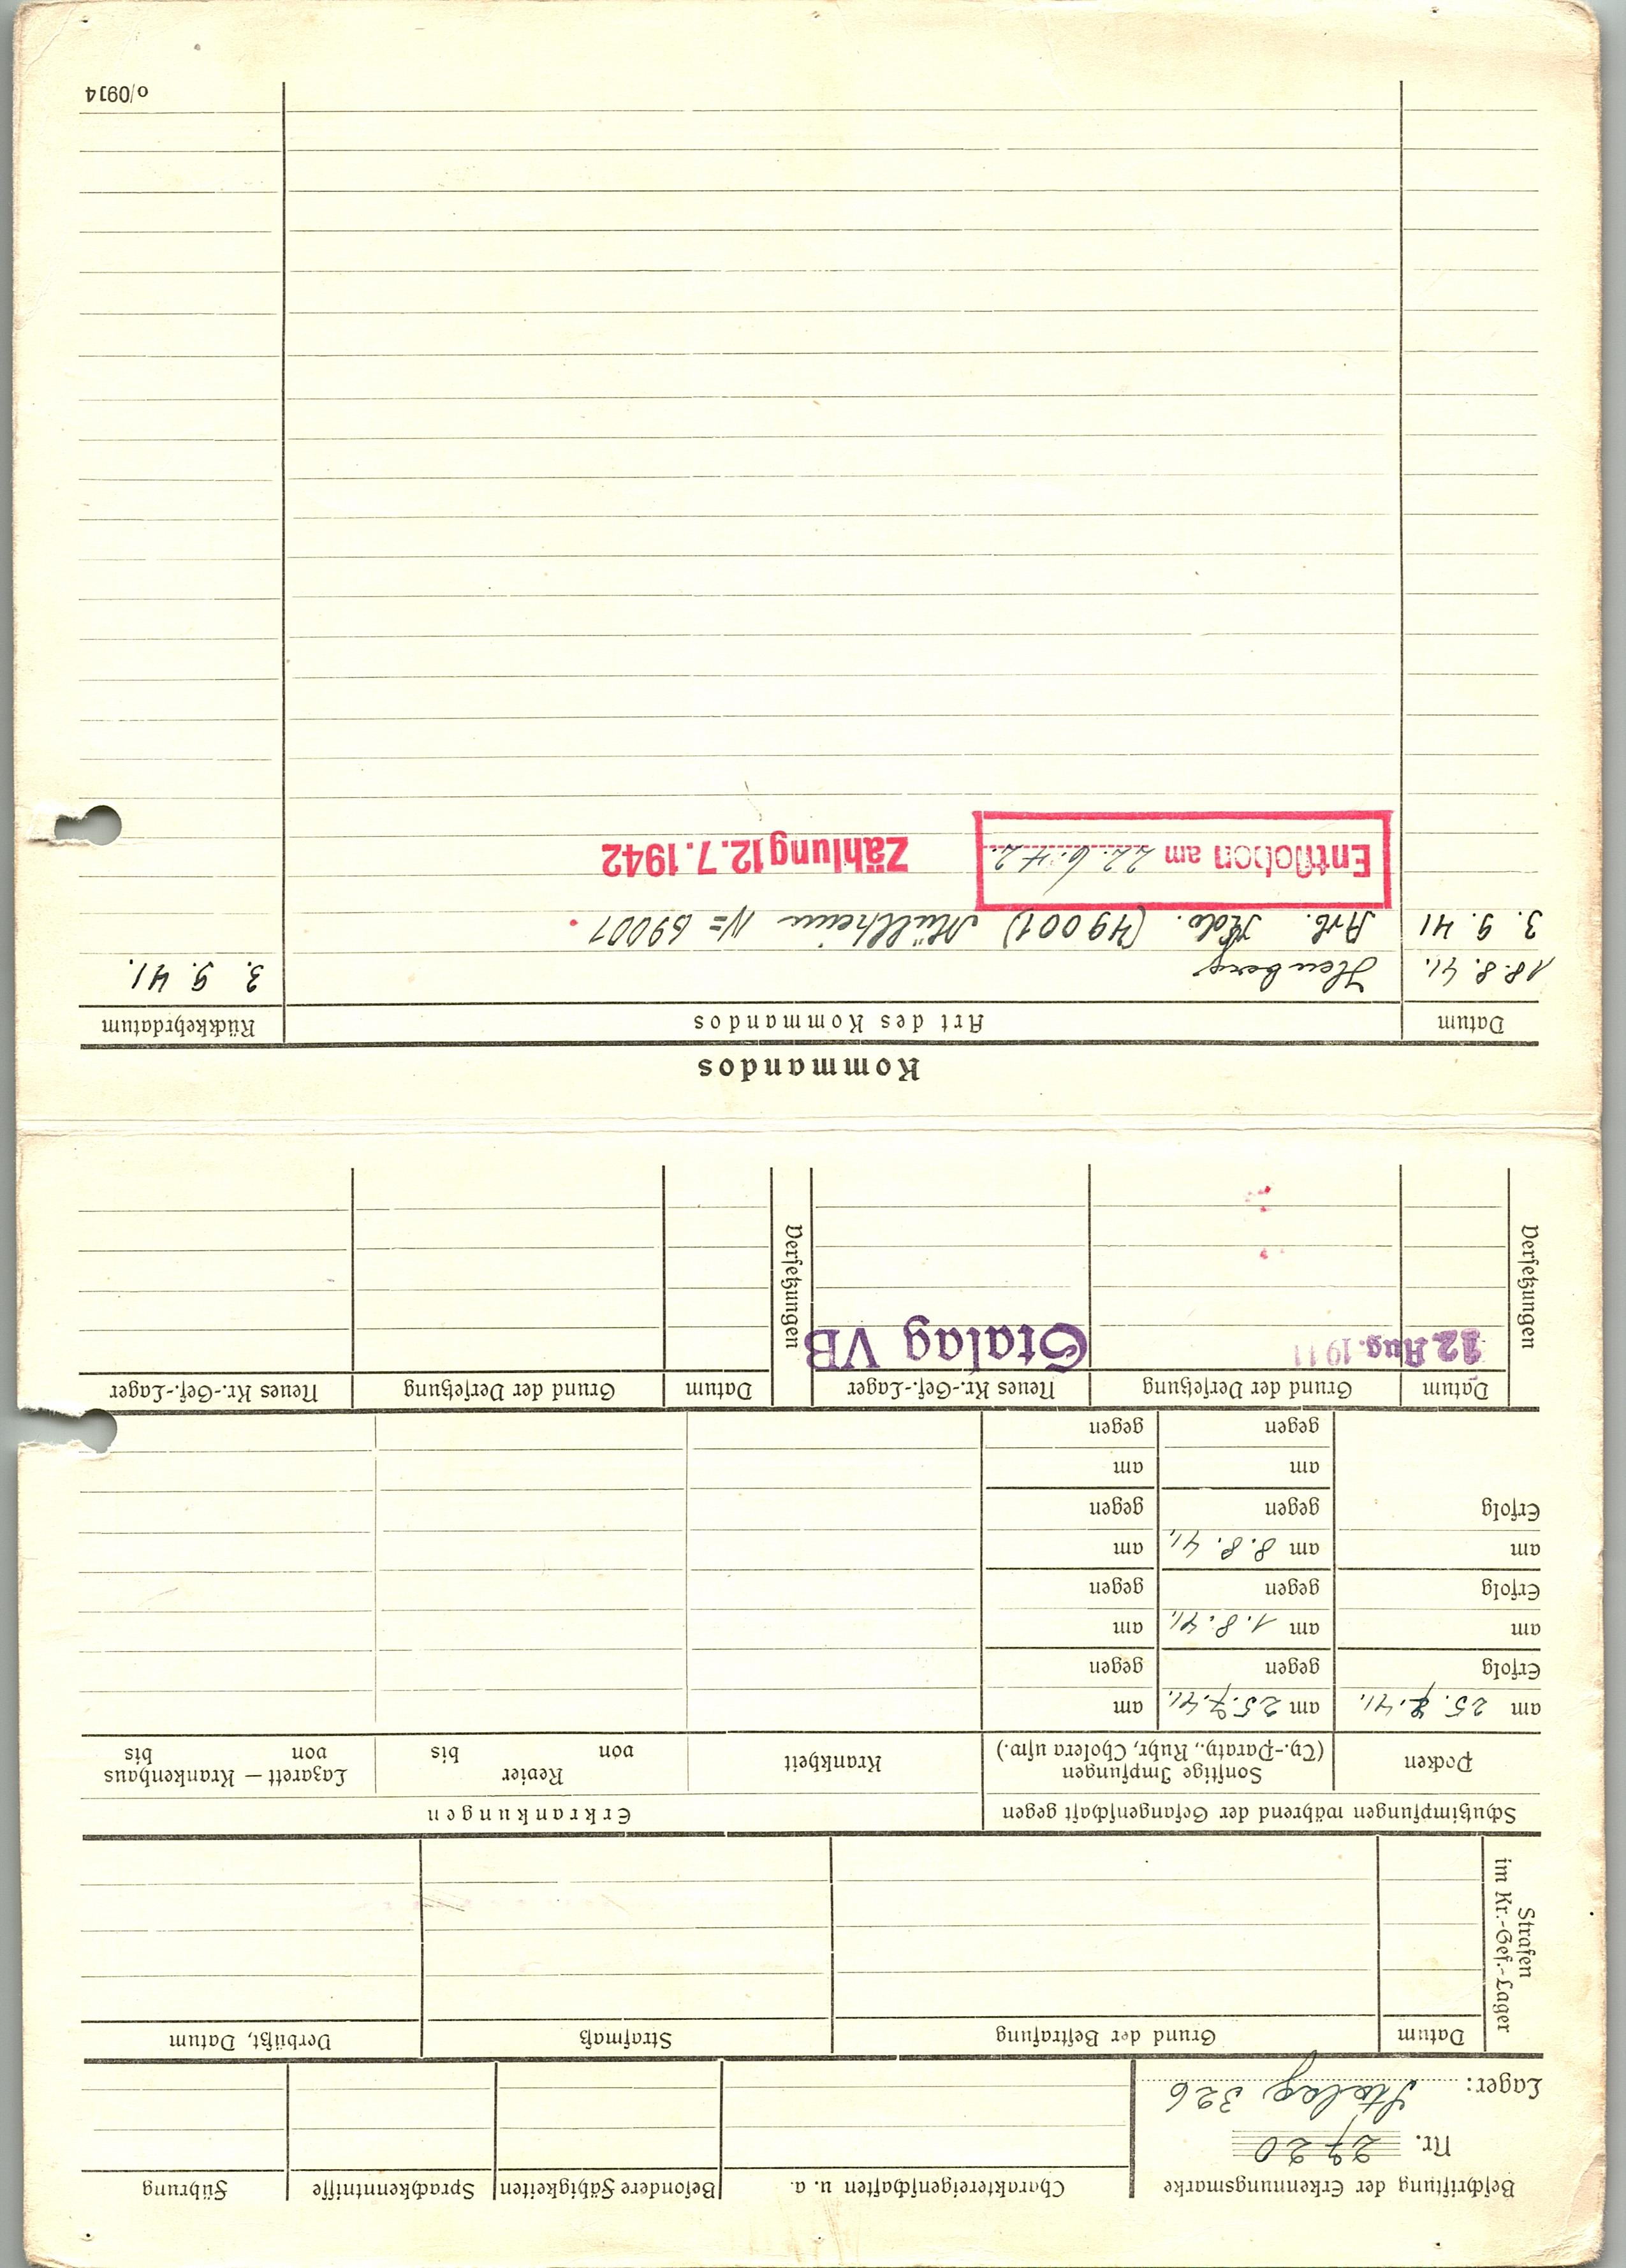 Beschriftung der Erkennungsmarke
Nr. 2720
Lager: Stalag 326
Charaktereigenschaften u. a.
Besondere Fähigkeiten
Sprachkenntnisse
Führung
Strafen
im Kr.-Gef.-Lager
Datum
Grund der Bestrafung
Strafmaß
Verbüßt, Datum
Schutzimpfungen während der Gefangenschaft gegen
Erkrankungen
Pocken
Sonstige Impfungen
(Ty.-Paraty., Ruhr, Cholera usw.)
Krankheit
Revier
von bis
Lazarett — Krankenhaus
von bis
am 25. 7. 41. am 25. 7. 41. am
Erfolg gegen gegen
am am 1. 8. 41. am
Erfolg gegen gegen
am am 8. 8. 41. am
Erfolg gegen gegen
am am
gegen gegen
Versetzungen
Datum Grund der Versetzung Neues Kr.-Gef.-Lager
Versetzungen
Datum Grund der Versetzung Neues Kr.-Gef.-Lager
12. Aug. 1941 Stalag VB
Kommandos
Datum Art des Kommandos Rückkehrdatum
18. 8. 41. Heuberg 3. 9. 41.
3. 9. 41 Arb. Kdo. (49001) Müllheim N= 69001
Entflohen am 22. 6. 42. Zählung 12. 7. 1942
o/0914